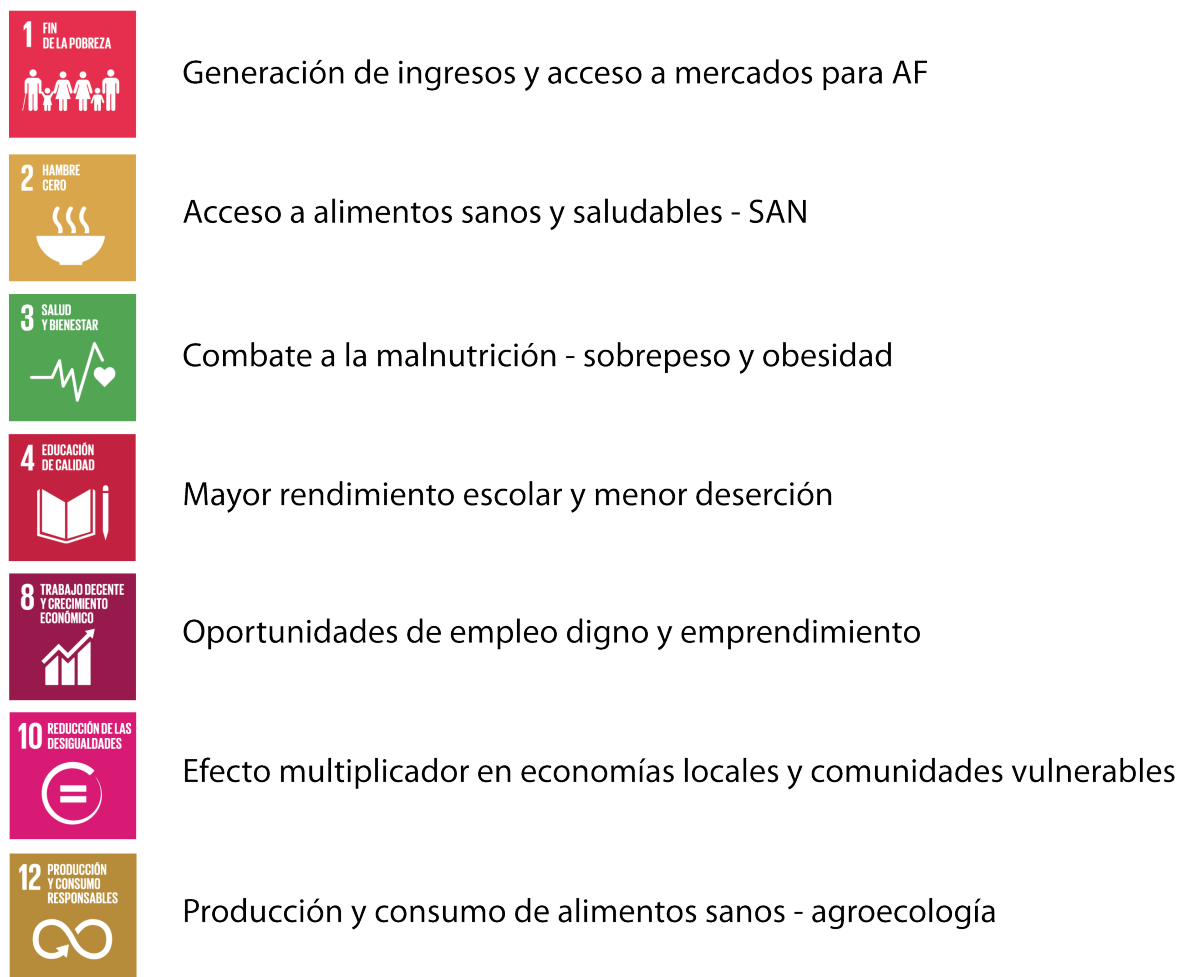 1 FIN
DE LA POBREZA
Generación de ingresos y acceso a mercados para AF
2 HAMBRE
CERO
Acceso a alimentos sanos y saludables - SAN
3 SALUD
Y BIENESTAR
Combate a la malnutrición - sobrepeso y obesidad
4 EDUCACIÓN
DE CALIDAD
Mayor rendimiento escolar y menor deserción
8 TRABAJO DECENTE
Y CRECIMIENTO
ECONÓMICO
Oportunidades de empleo digno y emprendimiento
10 REDUCCIÓN DE LAS
DESIGUALDADES
Efecto multiplicador en economías locales y comunidades vulnerables
12 PRODUCCIÓN
Y CONSUMO
RESPONSABLES
Producción y consumo de alimentos sanos - agroecología